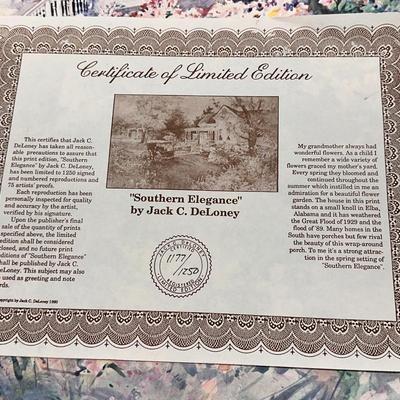 Certificate of Limited Edition
This certifies that Jack C.
DeLoney has taken all reason-
able precautions to assure that
this print edition, "Southern
Elegance" by Jack C. DeLoney,
has been limited to 1250 signed
and numbered reproductions and
75 artists' proofs.
Each reproduction has been
personally inspected for quality
and accuracy by the artist,
verified by his signature.
Upon the publisher's final
sale of the quantity of prints
specified above, the limited
edition shall be considered
closed, and no future print
editions of "Southern Elegance"
shall be published by Jack C.
DeLoney. This subject may also
be used as greeting and note
cards.
Copyright by Jack C. DeLoney 1990
"Southern Elegance"
by Jack C. DeLoney
1177/1250
LIMITED EDITION
My grandmother always had
wonderful flowers. As a child I
remember a wide variety of
flowers graced my mother's yard.
Every spring they bloomed and
continued throughout the
summer which instilled in me an
admiration for a beautiful flower
garden. The house in this print
stands on a small knoll in Elba,
Alabama and it has weathered
the Great Flood of 1929 and the
flood of '89. Many homes in the
South have porches but few rival
the beauty of this wrap-around
porch. To me it's a strong attrac-
tion in the spring setting of
"Southern Elegance".